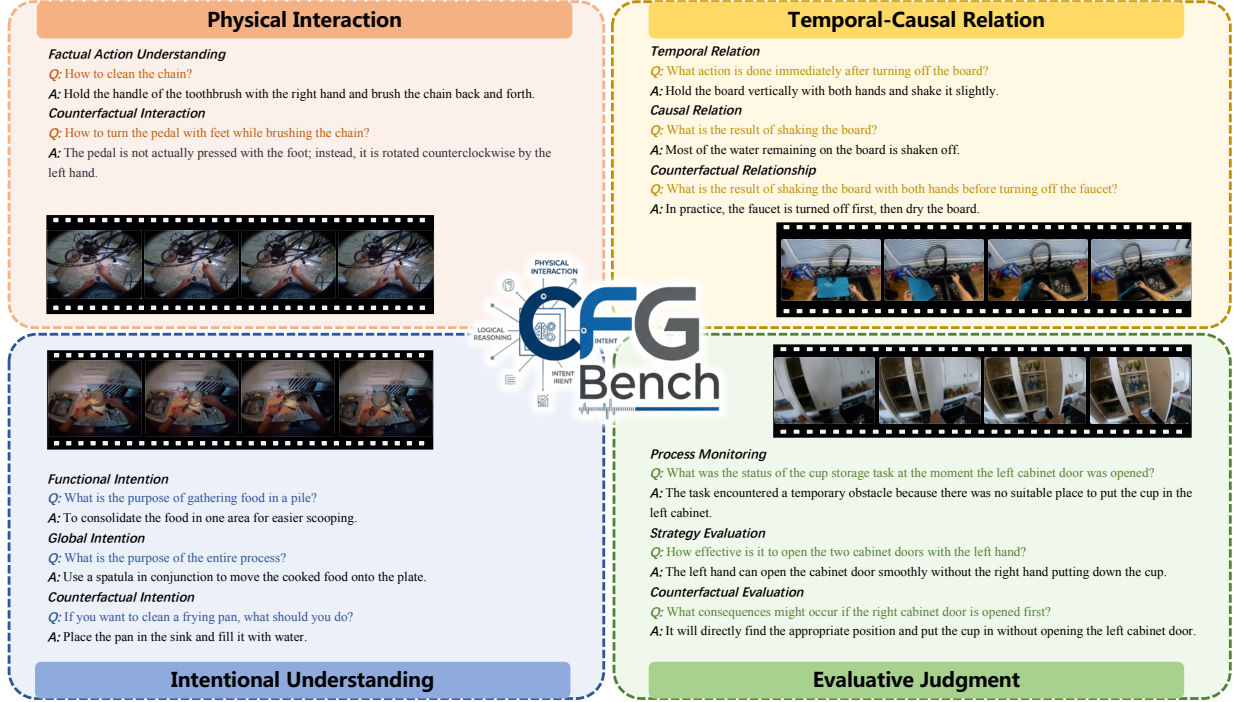 Physical Interaction
Factual Action Understanding
Q: How to clean the chain?
A: Hold the handle of the toothbrush with the right hand and brush the chain back and forth.
Counterfactual Interaction
Q: How to turn the pedal with feet while brushing the chain?
A: The pedal is not actually pressed with the foot; instead, it is rotated counterclockwise by the
left hand.
Temporal-Causal Relation
Temporal Relation
Q: What action is done immediately after turning off the board?
A: Hold the board vertically with both hands and shake it slightly.
Causal Relation
Q: What is the result of shaking the board?
A: Most of the water remaining on the board is shaken off.
Counterfactual Relationship
Q: What is the result of shaking the board with both hands before turning off the faucet?
A: In practice, the faucet is turned off first, then dry the board.
PHYSICAL
INTERACTION
LOGICAL
REASONING
INTENT
INTENT
IRENT
CFG
Bench
Functional Intention
Q: What is the purpose of gathering food in a pile?
A: To consolidate the food in one area for easier scooping.
Global Intention
Q: What is the purpose of the entire process?
A: Use a spatula in conjunction to move the cooked food onto the plate.
Counterfactual Intention
Q: If you want to clean a frying pan, what should you do?
A: Place the pan in the sink and fill it with water.
Intentional Understanding
Process Monitoring
Q: What was the status of the cup storage task at the moment the left cabinet door was opened?
A: The task encountered a temporary obstacle because there was no suitable place to put the cup in the
left cabinet.
Strategy Evaluation
Q: How effective is it to open the two cabinet doors with the left hand?
A: The left hand can open the cabinet door smoothly without the right hand putting down the cup.
Counterfactual Evaluation
Q: What consequences might occur if the right cabinet door is opened first?
A: It will directly find the appropriate position and put the cup in without opening the left cabinet door.
Evaluative Judgment